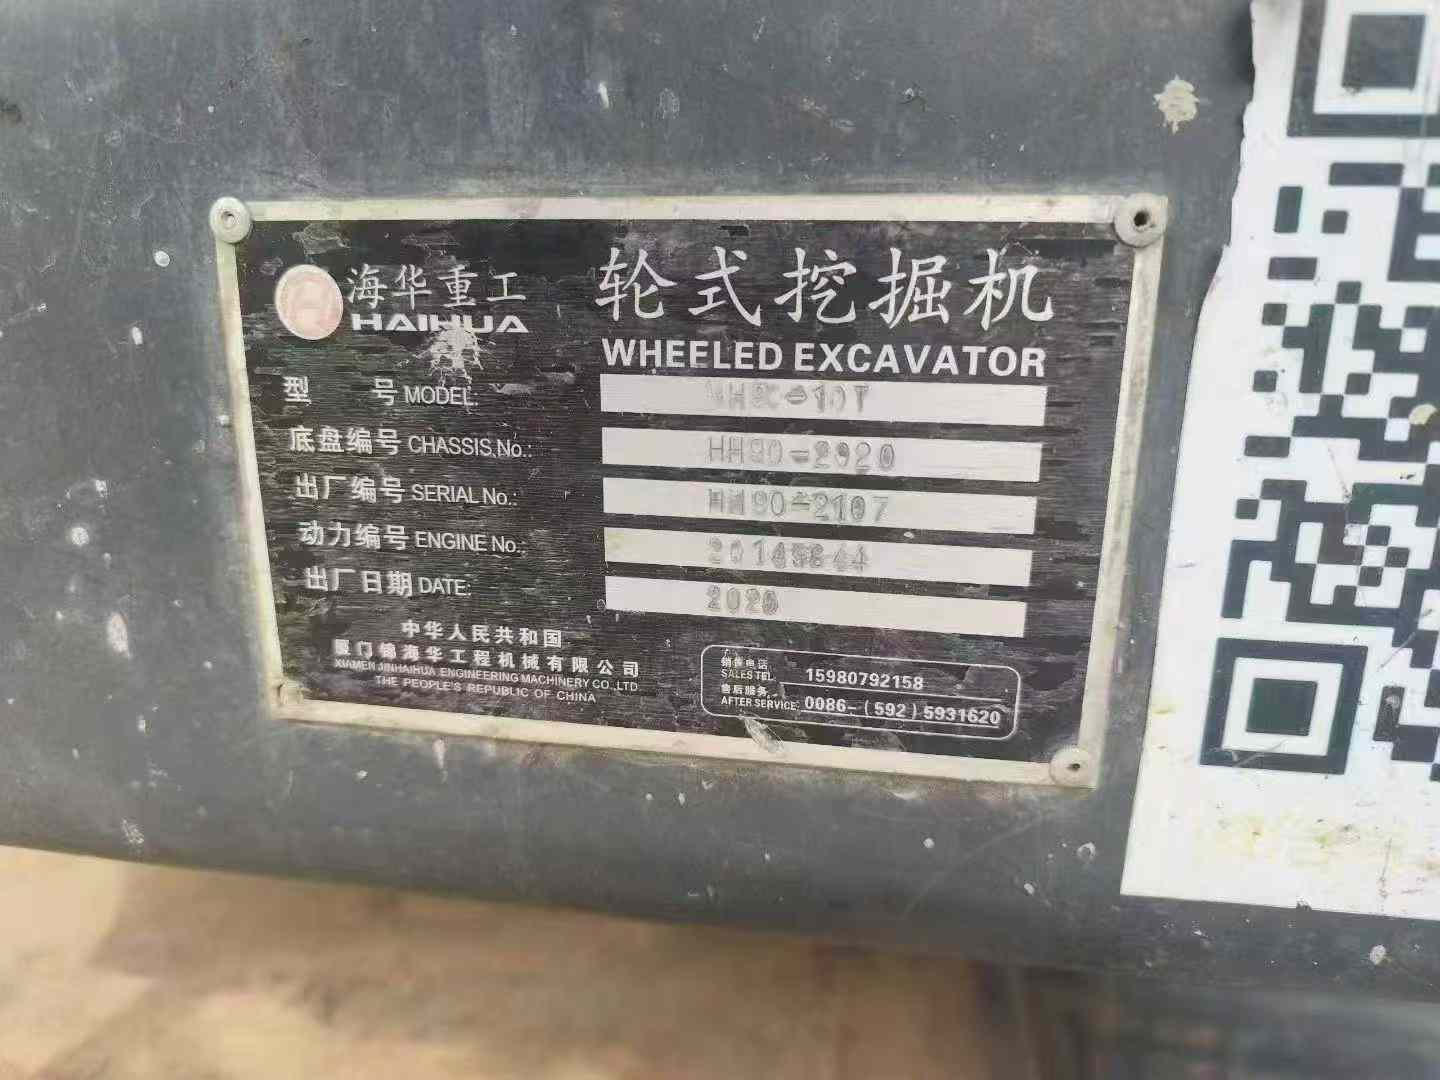 海华重工
HAIHUA
轮式挖掘机
WHEELED EXCAVATOR
型 号 MODEL:
底盘编号 CHASSIS.No.: HH90-2020
出厂编号 SERIAL No.: HH90-2107
动力编号 ENGINE No.:
出厂日期 DATE:
中华人民共和国
厦门锦海华工程机械有限公司
XIAMEN JINHAIHUA ENGINEERING MACHINERY CO.,LTD
THE PEOPLE'S REPUBLIC OF CHINA
销售电话
SALES TEL 15980792158
售后服务
AFTER SERVICE: 0086-(592)5931620